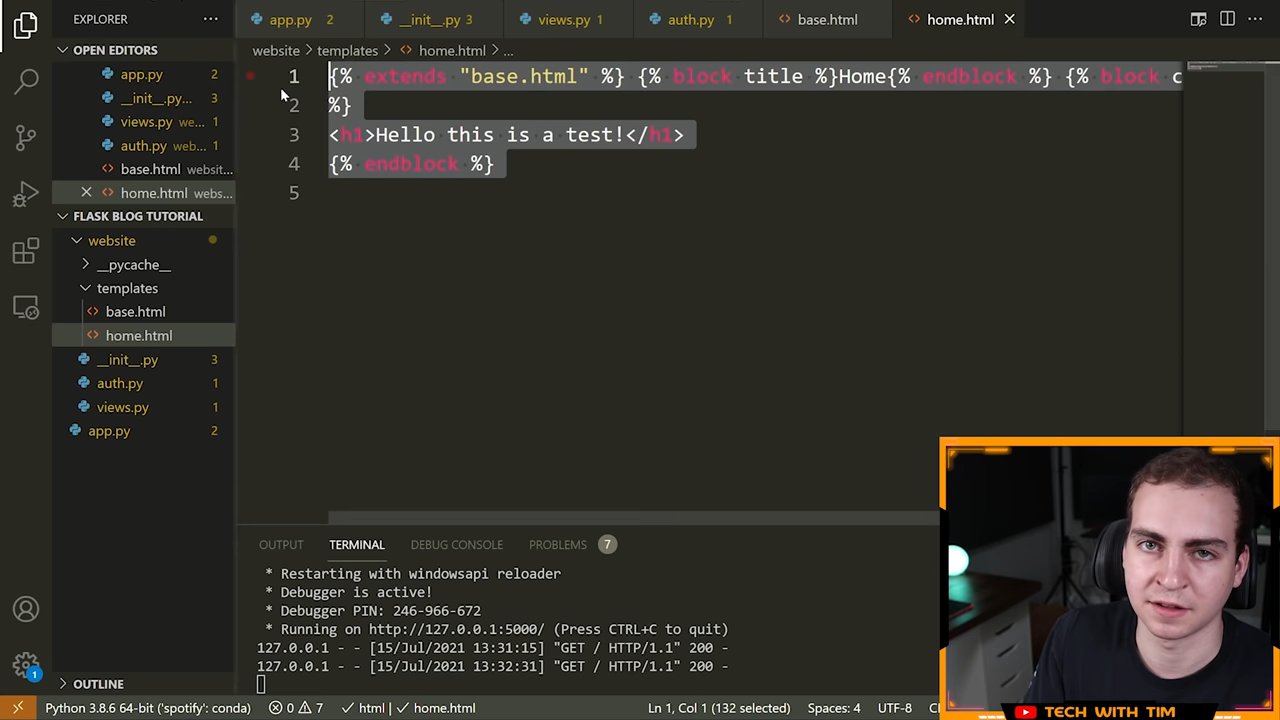 EXPLORER
app.py 2
__init__.py 3
views.py 1
auth.py 1
base.html
home.html
OPEN EDITORS
website > templates > home.html > ...
app.py 2
__init__.py... 3
views.py we... 1
auth.py web... 1
base.html websit...
home.html webs...
FLASK BLOG TUTORIAL
website
__pycache__
templates
base.html
home.html
__init__.py 3
auth.py 1
views.py 1
app.py 2
OUTLINE
1 {% extends "base.html" %} {% block title %}Home{% endblock %} {% block c
2 %}
3 <h1>Hello this is a test!</h1>
4 {% endblock %}
5
OUTPUT TERMINAL DEBUG CONSOLE PROBLEMS 7
* Restarting with windowsapi reloader
* Debugger is active!
* Debugger PIN: 246-966-672
* Running on http://127.0.0.1:5000/ (Press CTRL+C to quit)
127.0.0.1 - - [15/Jul/2021 13:31:15] "GET / HTTP/1.1" 200 -
127.0.0.1 - - [15/Jul/2021 13:32:31] "GET / HTTP/1.1" 200 -
1
Python 3.8.6 64-bit ('spotify': conda) 0 7 html home.html Ln 1, Col 1 (132 selected) Spaces: 4 UTF-8
TECH WITH TIM